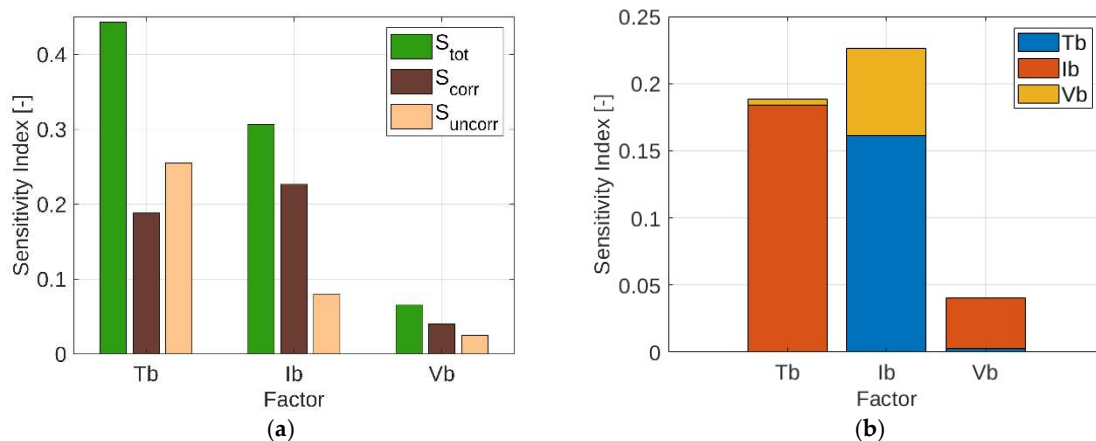 0.4
0.3
0.2
0.1
0
Sensitivity Index [-]
S_tot
S_corr
S_uncorr
Tb Ib Vb
Factor
(a)
0.25
0.2
0.15
0.1
0.05
0
Sensitivity Index [-]
Tb
Ib
Vb
Tb Ib Vb
Factor
(b)